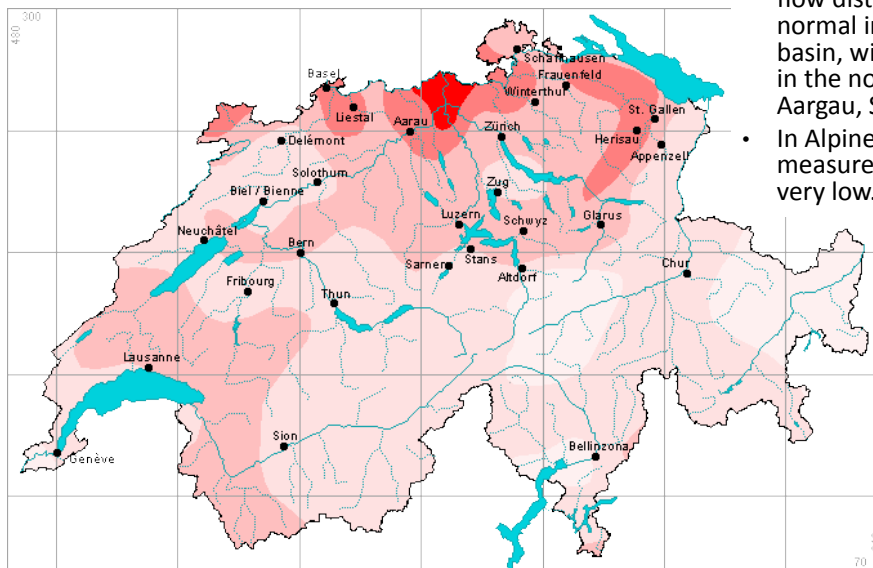 300
480
now dist
normal in
basin, wi
in the no
Aargau, S
• In Alpine
measure
very low.
Schaffhausen
Basel
Frauenfeld
Winterthur
Liestal
St. Gallen
Aarau
Zürich
Herisau
Delémont
Appenzell
Solothurn
Zug
Biel / Bienne
Luzern
Schwyz
Glarus
Neuchâtel
Bern
Stans
Sarnen
Chur
Altdorf
Fribourg
Thun
Lausanne
Sion
Bellinzona
Genève
70